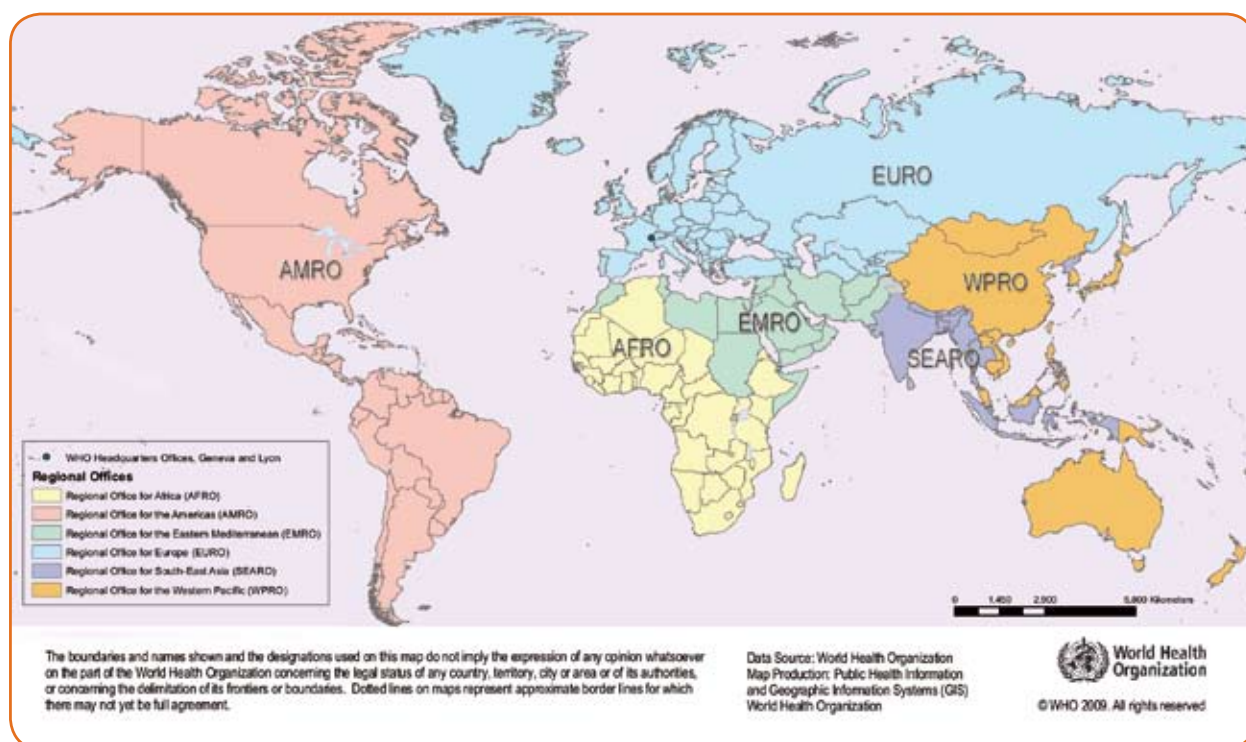 EURO
AMRO
WPRO
EMRO
AFRO
SEARO
WHO Headquarters Offices, Geneva and Lyon
Regional Offices
Regional Office for Africa (AFRO)
Regional Office for the Americas (AMRO)
Regional Office for the Eastern Mediterranean (EMRO)
Regional Office for Europe (EURO)
Regional Office for South-East Asia (SEARO)
Regional Office for the Western Pacific (WPRO)
0 Kilometers
The boundaries and names shown and the designations used on this map do not imply the expression of any opinion whatsoever
on the part of the World Health Organization concerning the legal status of any country, territory, city or area or of its authorities,
or concerning the delimitation of its frontiers or boundaries. Dotted lines on maps represent approximate border lines for which
there may not yet be full agreement.
Data Source: World Health Organization
Map Production: Public Health Information
and Geographic Information Systems (GIS)
World Health Organization
World Health
Organization
© WHO 2009. All rights reserved